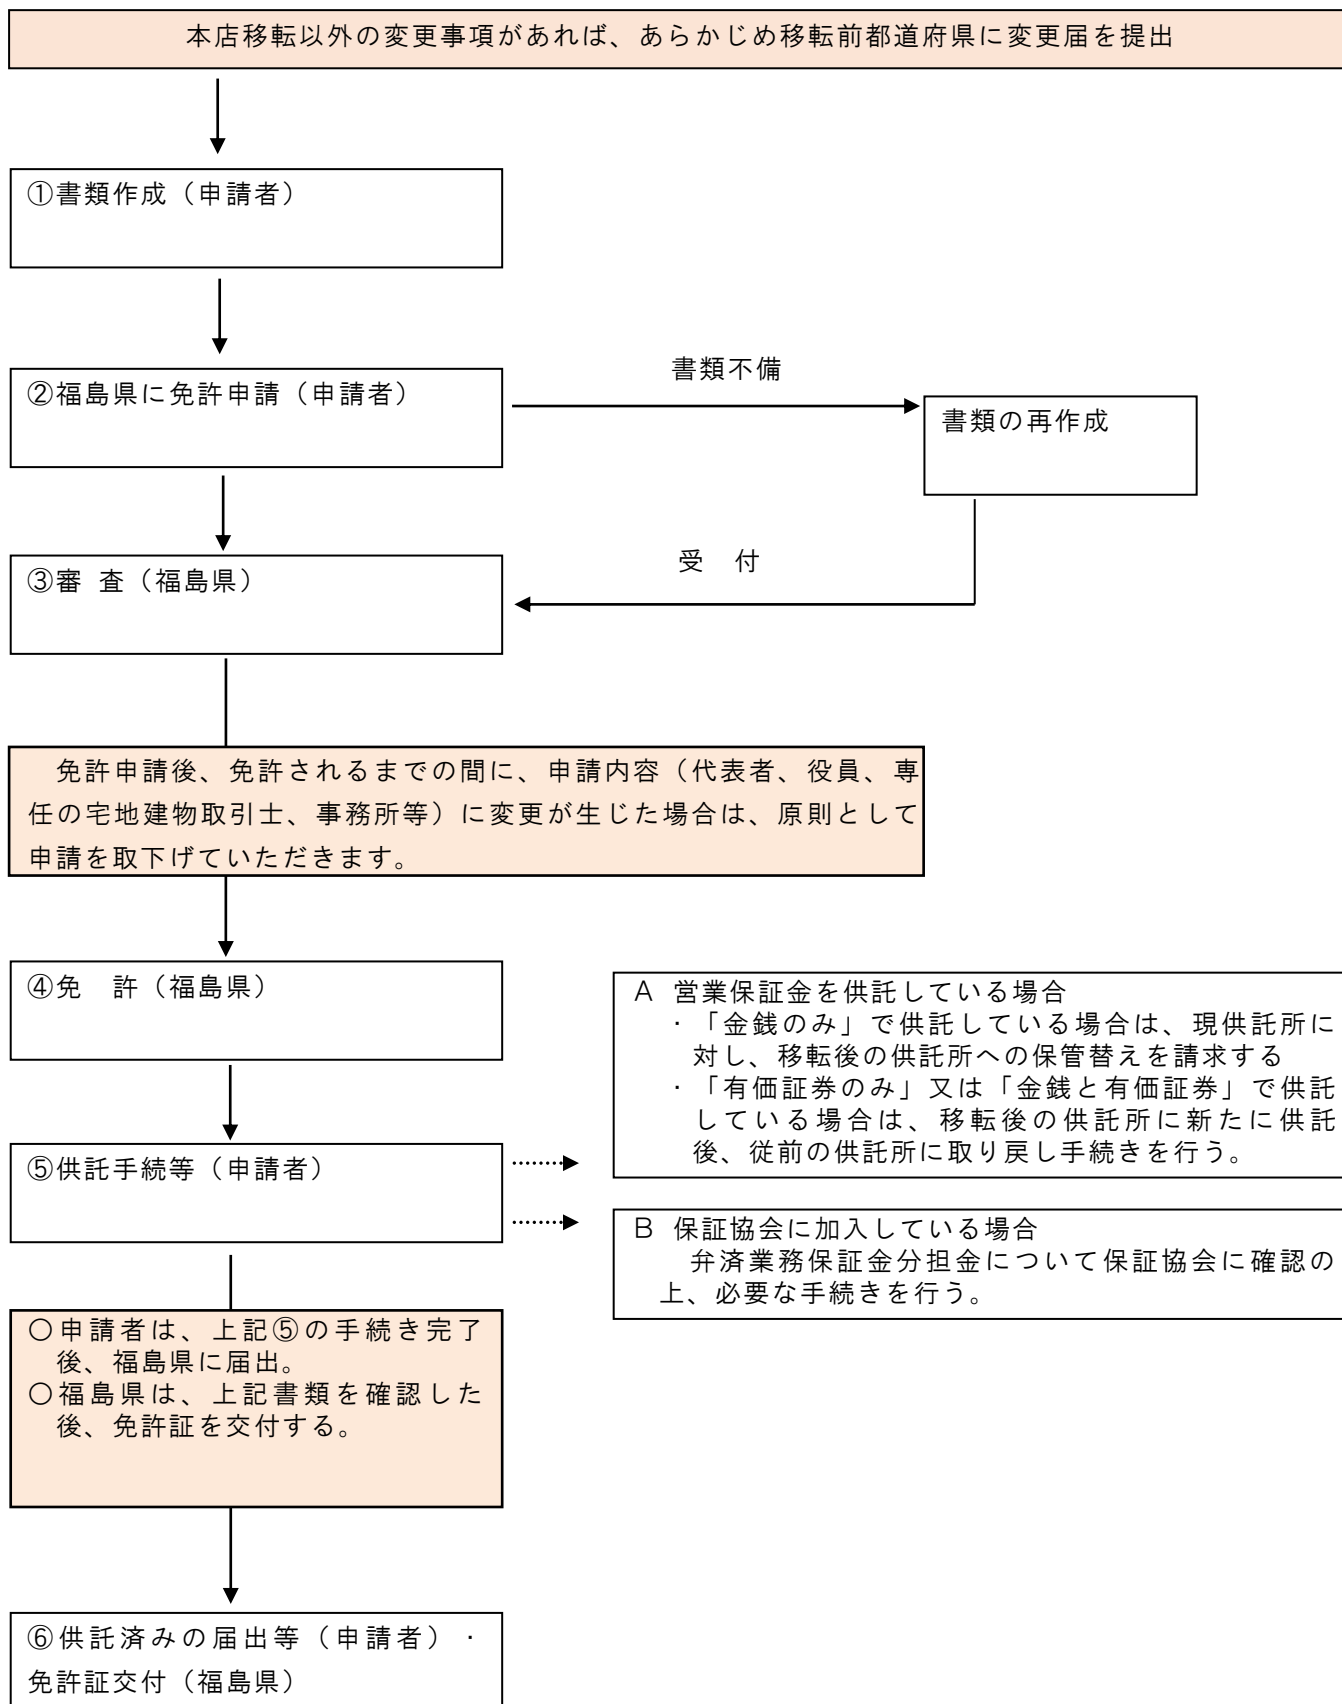 本店移転以外の変更事項があれば、あらかじめ移転前都道府県に変更届を提出
①書類作成（申請者）
②福島県に免許申請（申請者）
書類不備
書類の再作成
③審 査（福島県）
受　付
免許申請後、免許されるまでの間に、申請内容（代表者、役員、専
任の宅地建物取引士、事務所等）に変更が生じた場合は、原則として
申請を取下げていただきます。
④免　許（福島県）
A 営業保証金を供託している場合
・「金銭のみ」で供託している場合は、現供託所に
対し、移転後の供託所への保管替えを請求する
・「有価証券のみ」又は「金銭と有価証券」で供託
している場合は、移転後の供託所に新たに供託
後、従前の供託所に取り戻し手続きを行う。
⑤供託手続等（申請者）
B 保証協会に加入している場合
弁済業務保証金分担金について保証協会に確認の
上、必要な手続きを行う。
〇申請者は、上記⑤の手続き完了
後、福島県に届出。
〇福島県は、上記書類を確認した
後、免許証を交付する。
⑥供託済みの届出等（申請者）・
免許証交付（福島県）